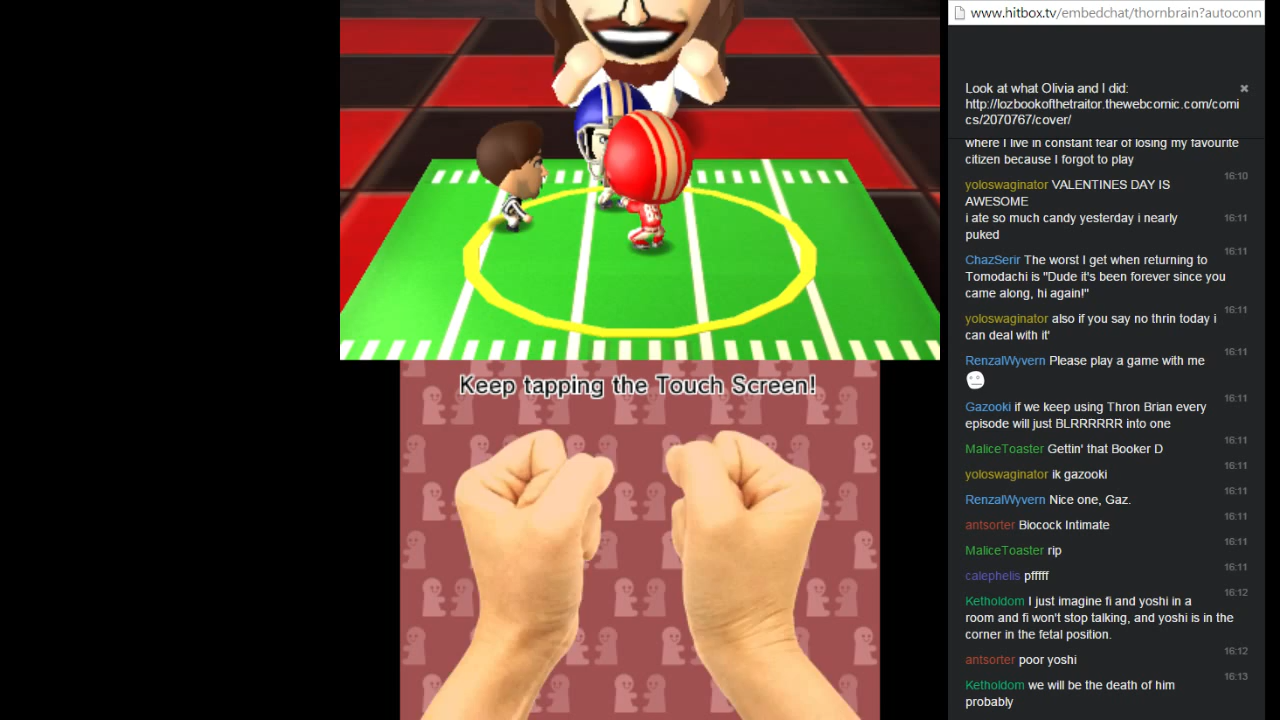 www.hitbox.tv/embedchat/thornbrain?autoconn
Look at what Olivia and I did:
http://lozbookofthetraitor.thewebcomic.com/comi
cs/2070767/cover/
where I live in constant fear of losing my favourite
citizen because I forgot to play
yoloswaginator VALENTINES DAY IS 16:10
AWESOME
i ate so much candy yesterday i nearly 16:11
puked
ChazSerir The worst I get when returning to 16:11
Tomodachi is "Dude it's been forever since you
came along, hi again!"
yoloswaginator also if you say no thrin today i 16:11
can deal with it'
RenzalWyvern Please play a game with me 16:11
Gazooki if we keep using Thron Brian every 16:11
episode will just BLRRRRRR into one
MaliceToaster Gettin' that Booker D 16:11
yoloswaginator ik gazooki 16:11
RenzalWyvern Nice one, Gaz. 16:11
antsorter Biocock Intimate 16:11
MaliceToaster rip 16:11
calephelis pfffff 16:11
Ketholdom I just imagine fi and yoshi in a 16:12
room and fi won't stop talking, and yoshi is in the
corner in the fetal position.
antsorter poor yoshi 16:12
Ketholdom we will be the death of him 16:13
probably
Keep tapping the Touch Screen!